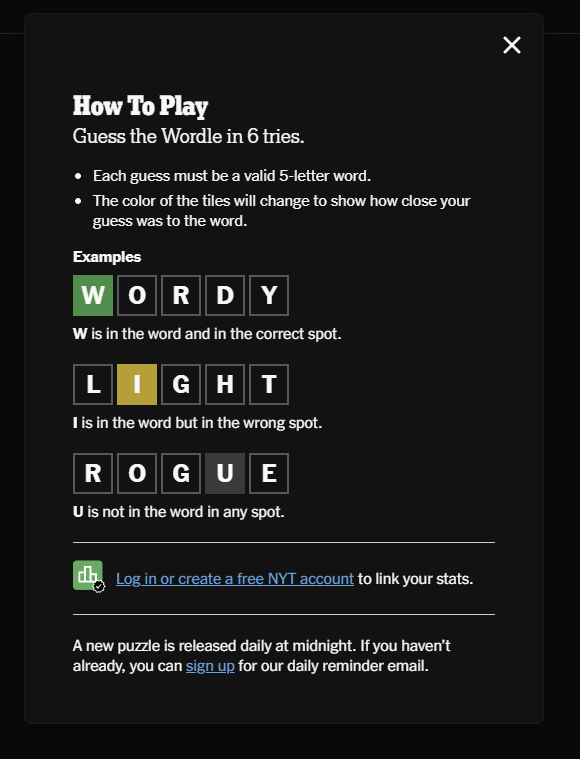 How To Play
Guess the Wordle in 6 tries.
Each guess must be a valid 5-letter word.
The color of the tiles will change to show how close your
guess was to the word.
Examples
W O R D Y
W is in the word and in the correct spot.
L I G H T
I is in the word but in the wrong spot.
R O G U E
U is not in the word in any spot.
Log in or create a free NYT account to link your stats.
A new puzzle is released daily at midnight. If you haven’t
already, you can sign up for our daily reminder email.